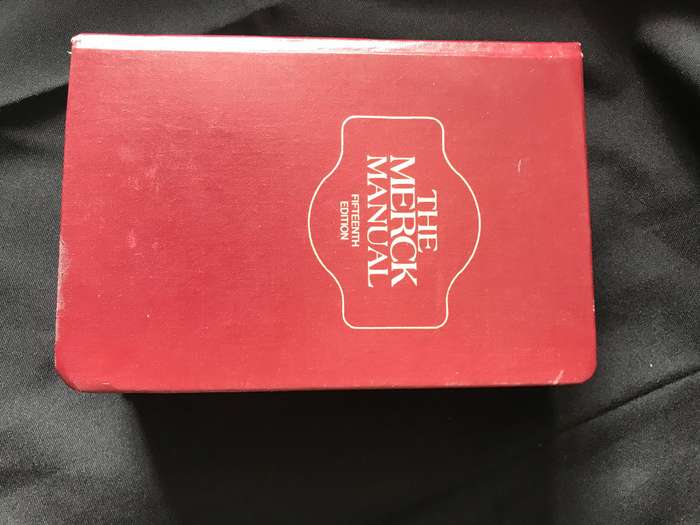 THE
MERCK
MANUAL
FIFTEENTH
EDITION